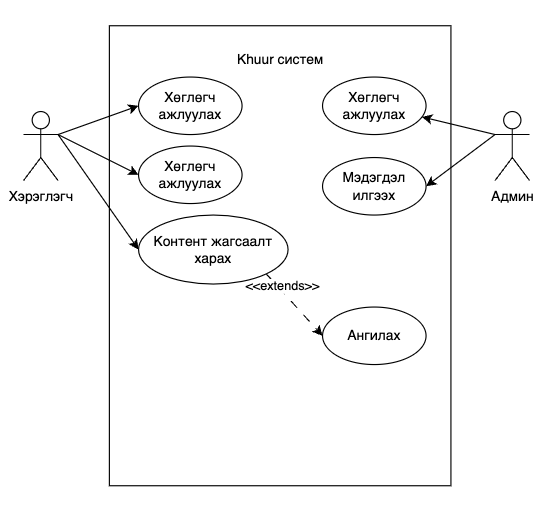 Khuur систем
Хөглөгч
ажлуулах
Хөглөгч
ажлуулах
Хэрэглэгч
Хөглөгч
ажлуулах
Мэдэгдэл
илгээх
Админ
Контент жагсаалт
харах
<<extends>>
Ангилах